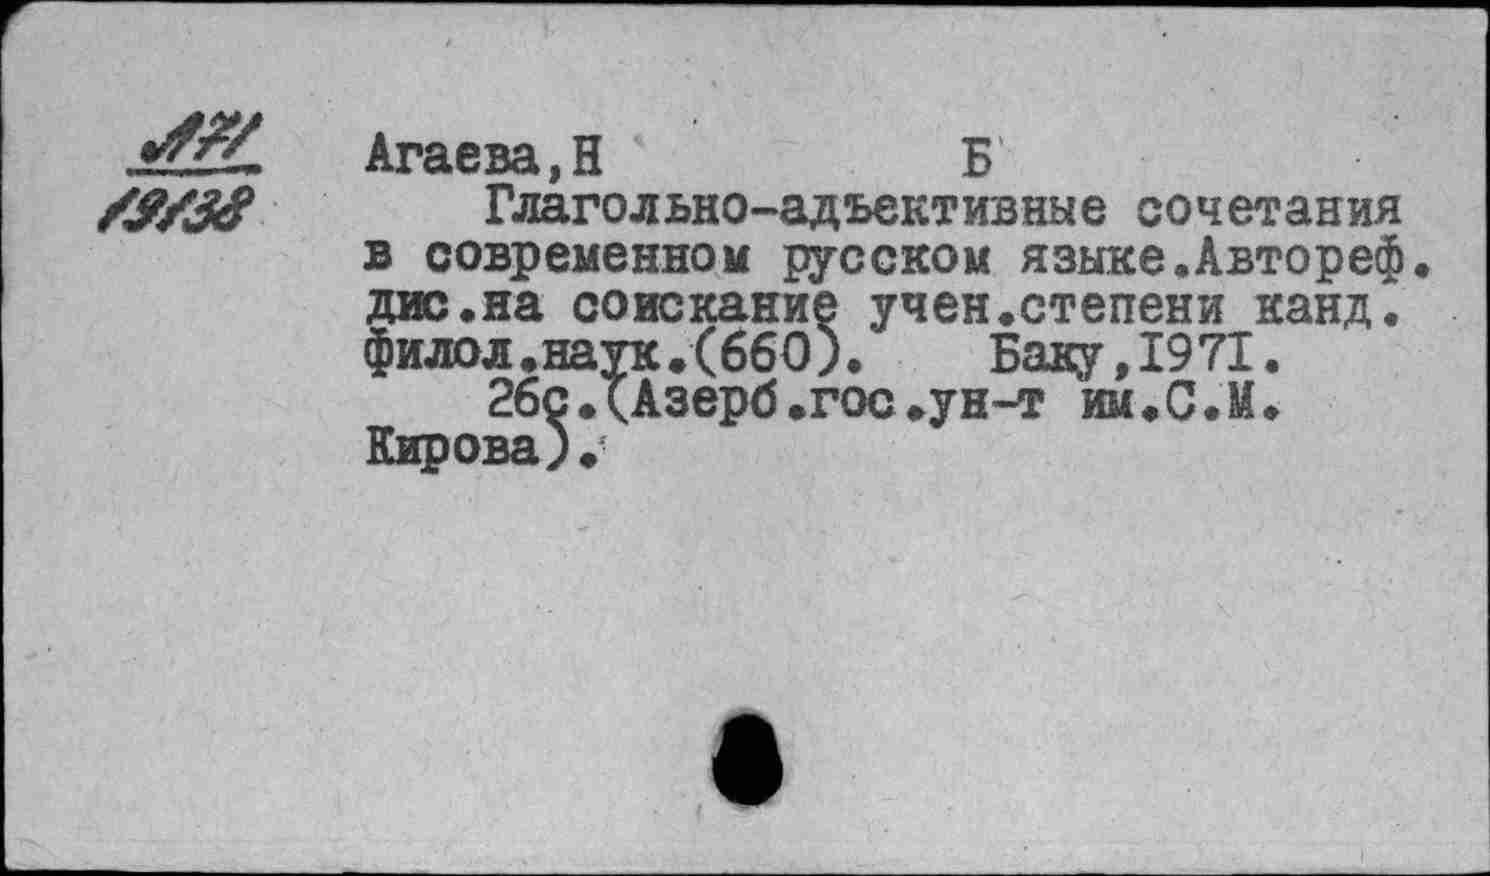 А71
19138
Агаева,Н Б
Глагольно-адъективные сочетания
в современном русском языке.Автореф.
дис.на соискание учен.степени канд.
филол.наук.(660). Баку,1971.
26с.(Азерб.гос.ун-т им.С.М.
Кирова).